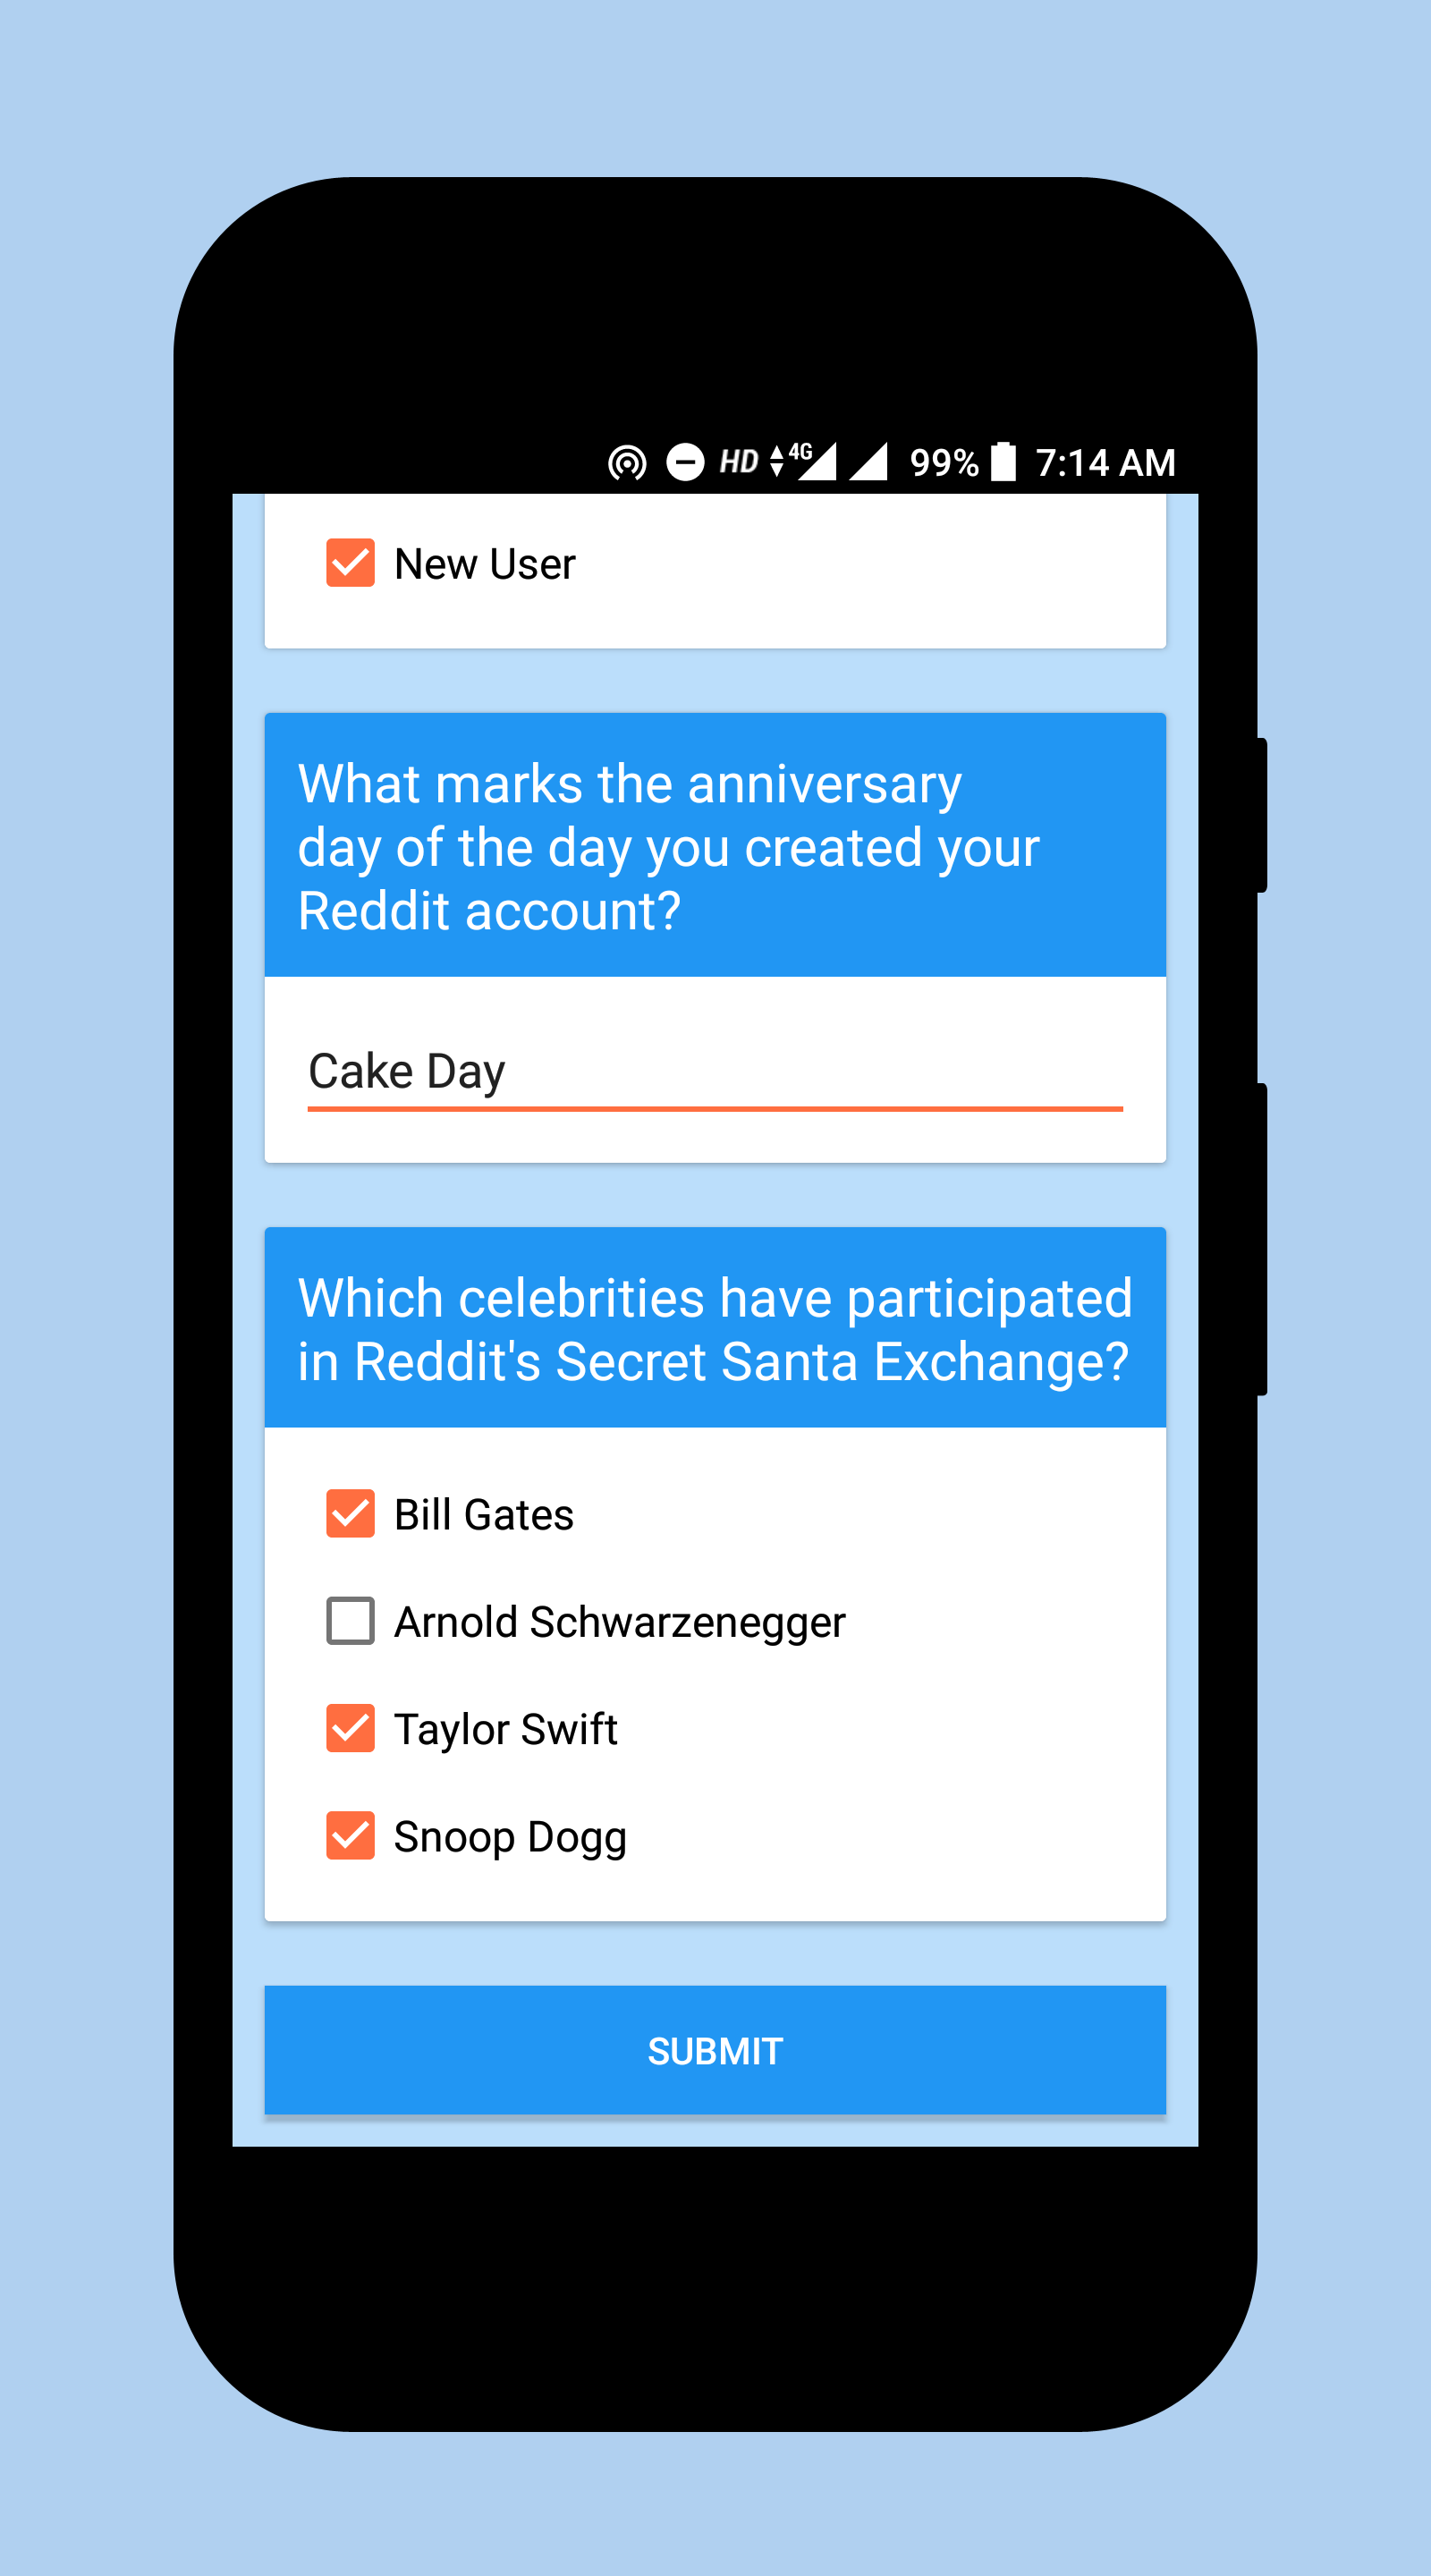 HD 4G 99% 7:14 AM
New User
What marks the anniversary
day of the day you created your
Reddit account?
Cake Day
Which celebrities have participated
in Reddit's Secret Santa Exchange?
Bill Gates
Arnold Schwarzenegger
Taylor Swift
Snoop Dogg
SUBMIT